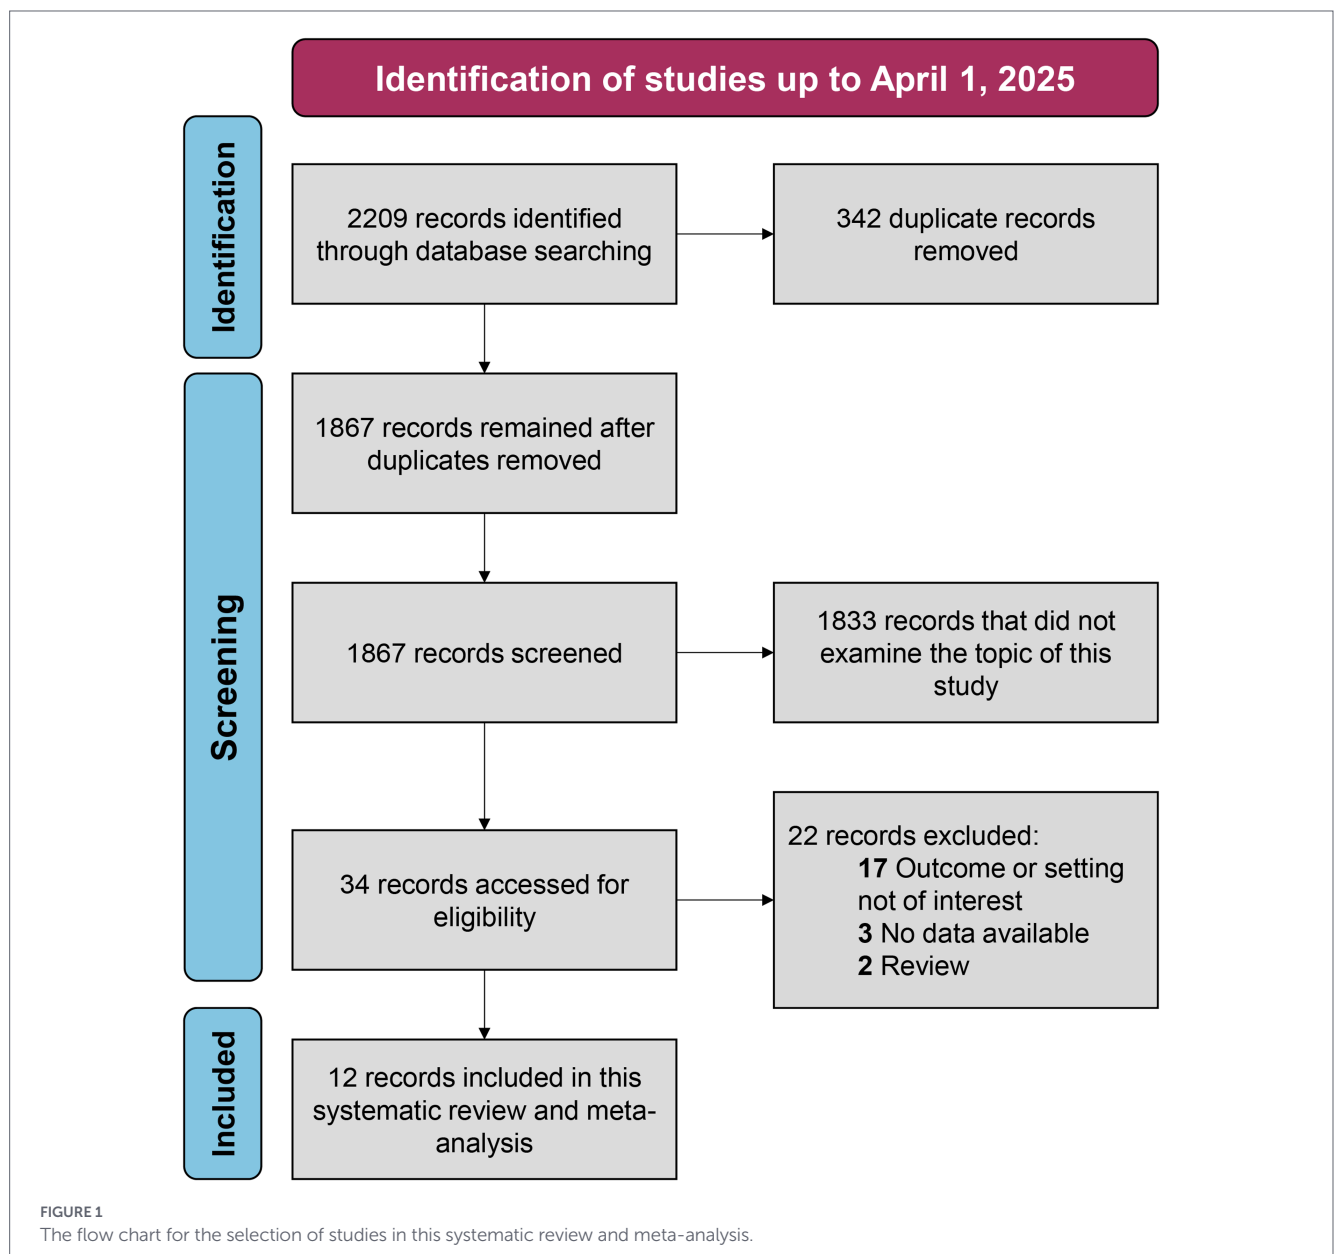 Identification of studies up to April 1, 2025
Identification
2209 records identified
through database searching
342 duplicate records
removed
Screening
1867 records remained after
duplicates removed
1867 records screened
1833 records that did not
examine the topic of this
study
34 records accessed for
eligibility
22 records excluded:
17 Outcome or setting
not of interest
3 No data available
2 Review
Included
12 records included in this
systematic review and meta-
analysis
FIGURE 1
The flow chart for the selection of studies in this systematic review and meta-analysis.